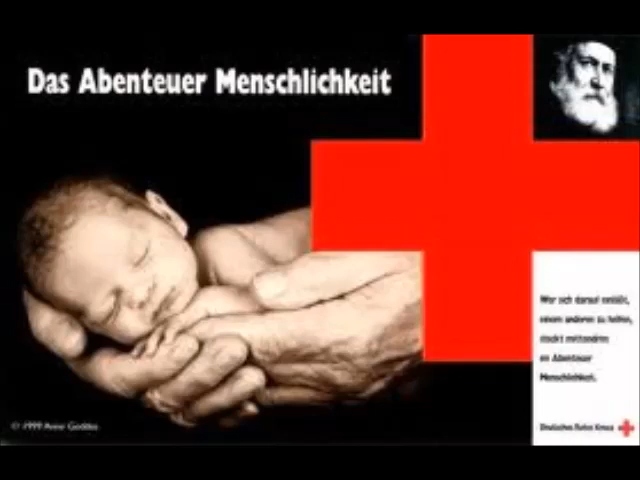 Das Abenteuer Menschlichkeit
Wer sich darauf einläßt,
einem anderen zu helfen,
steckt mittendrin
im Abenteuer
Menschlichkeit.
Deutsches Rotes Kreuz
© 1999 Anne Geddes